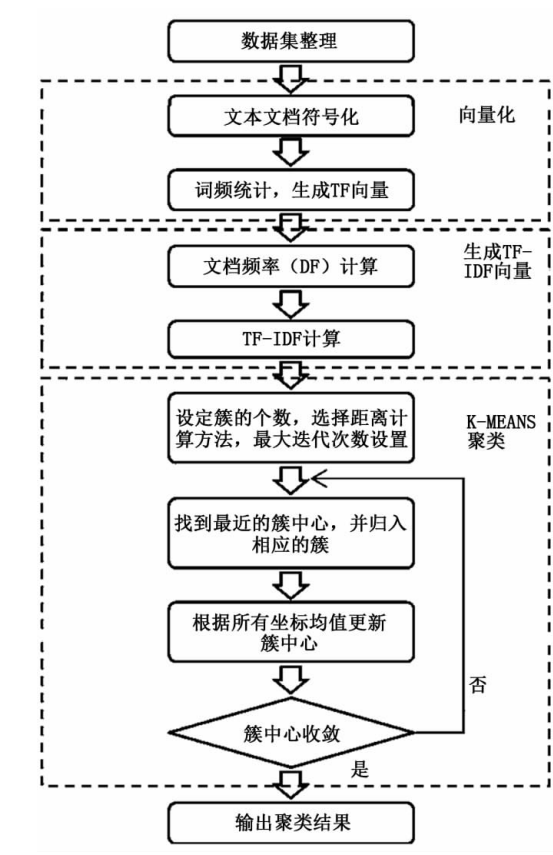 数据集整理
文本文档符号化
向量化
词频统计，生成TF向量
生成TF-
IDF向量
文档频率（DF）计算
TF-IDF计算
设定簇的个数，选择距离计
算方法，最大迭代次数设置
K-MEANS
聚类
找到最近的簇中心，并归入
相应的簇
根据所有坐标均值更新
簇中心
否
簇中心收敛
是
输出聚类结果